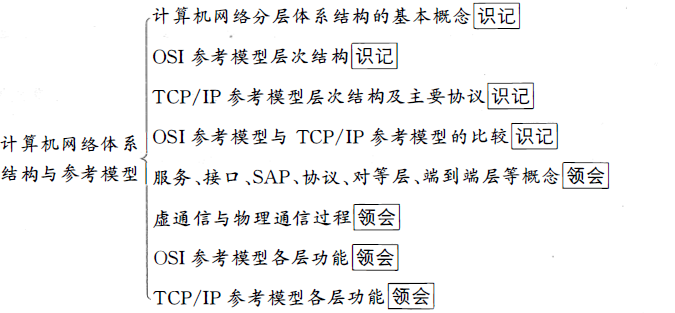 计算机网络分层体系结构的基本概念 识记
OSI 参考模型层次结构 识记
TCP/IP 参考模型层次结构及主要协议 识记
OSI 参考模型与 TCP/IP 参考模型的比较 识记
计算机网络体系
结构与参考模型
服务、接口、SAP、协议、对等层、端到端层等概念 领会
虚通信与物理通信过程 领会
OSI 参考模型各层功能 领会
TCP/IP 参考模型各层功能 领会